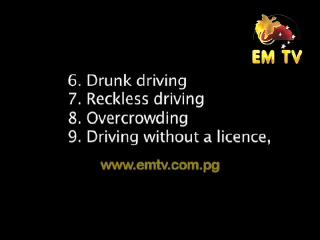 EM TV
6. Drunk driving
7. Reckless driving
8. Overcrowding
9. Driving without a licence,
www.emtv.com.pg